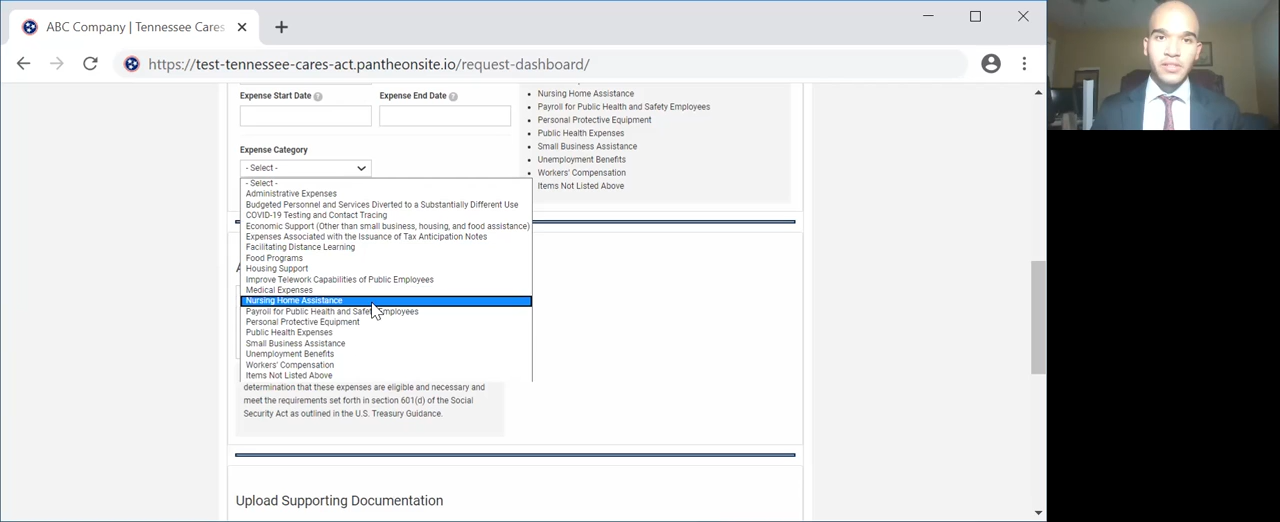 ABC Company | Tennessee Cares
https://test-tennessee-cares-act.pantheonsite.io/request-dashboard/
Expense Start Date ?
Expense End Date ?
Expense Category
- Select -
- Select -
Administrative Expenses
Budgeted Personnel and Services Diverted to a Substantially Different Use
COVID-19 Testing and Contact Tracing
Economic Support (Other than small business, housing, and food assistance)
Expenses Associated with the Issuance of Tax Anticipation Notes
Facilitating Distance Learning
Food Programs
Housing Support
Improve Telework Capabilities of Public Employees
Medical Expenses
Nursing Home Assistance
Payroll for Public Health and Safety Employees
Personal Protective Equipment
Public Health Expenses
Small Business Assistance
Unemployment Benefits
Workers' Compensation
Items Not Listed Above
Nursing Home Assistance
Payroll for Public Health and Safety Employees
Personal Protective Equipment
Public Health Expenses
Small Business Assistance
Unemployment Benefits
Workers' Compensation
Items Not Listed Above
determination that these expenses are eligible and necessary and
meet the requirements set forth in section 601(d) of the Social
Security Act as outlined in the U.S. Treasury Guidance.
Upload Supporting Documentation